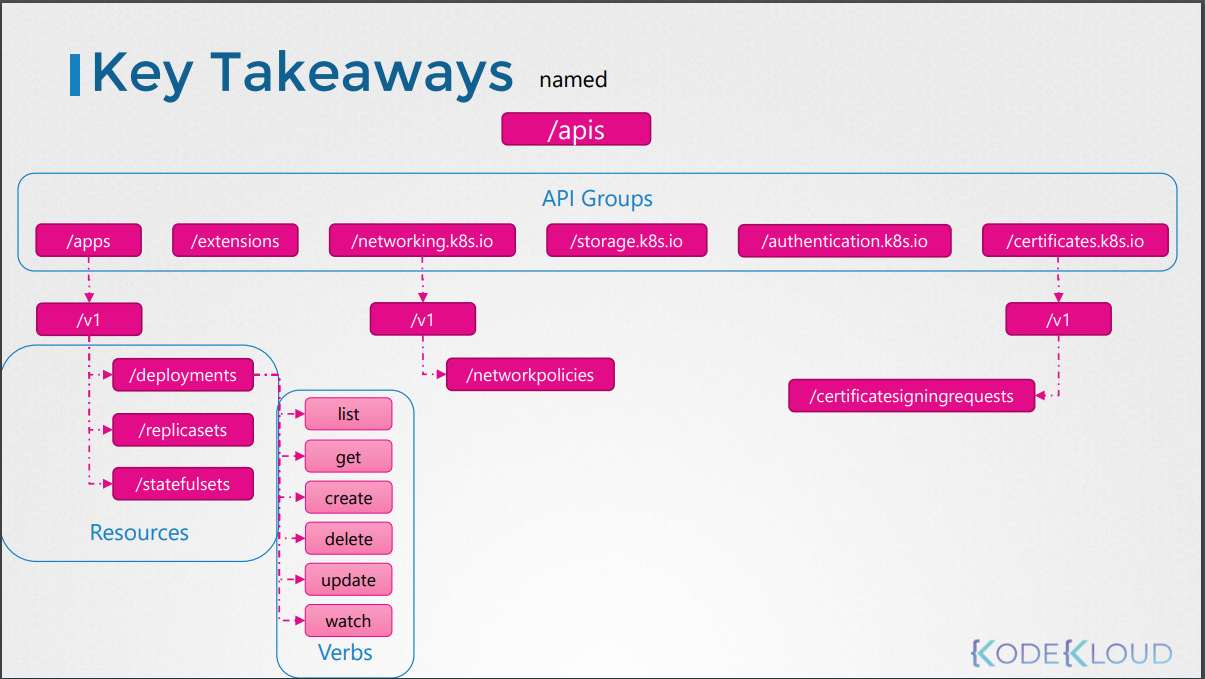 Key Takeaways
named
/apis
API Groups
/apps
/extensions
/networking.k8s.io
/storage.k8s.io
/authentication.k8s.io
/certificates.k8s.io
/v1
/v1
/v1
/deployments
/replicasets
/statefulsets
Resources
/networkpolicies
/certificatesigningrequests
list
get
create
delete
update
watch
Verbs
KODEKLOUD